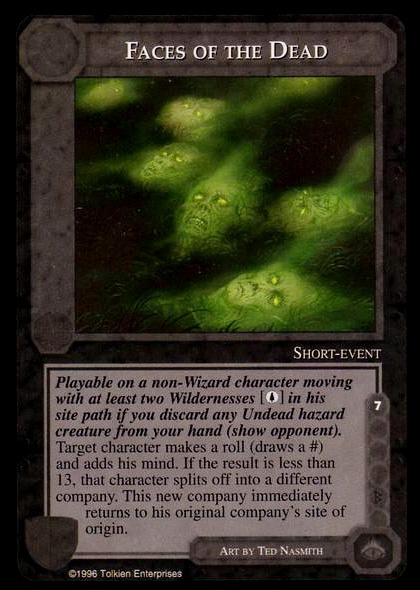 FACES OF THE DEAD
SHORT-EVENT
Playable on a non-Wizard character moving
with at least two Wildernesses [ ] in his
site path if you discard any Undead hazard
creature from your hand (show opponent).
Target character makes a roll (draws a #)
and adds his mind. If the result is less than
13, that character splits off into a different
company. This new company immediately
returns to his original company's site of
origin.
7
ART BY TED NASMITH
©1996 Tolkien Enterprises